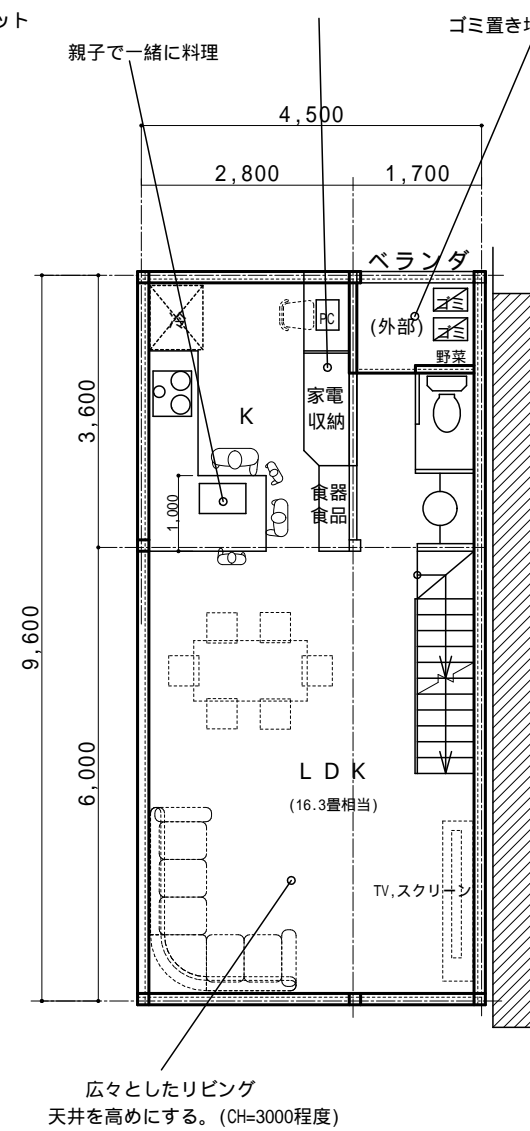 ット
ゴミ置き場
親子で一緒に料理
4,500
2,800
1,700
ベランダ
PC
(外部)
野菜
家電
収納
K
3,600
食器
食品
1,000
9,600
6,000
LDK
(16.3畳相当)
TV,スクリーン
広々としたリビング
天井を高めにする。(CH=3000程度)